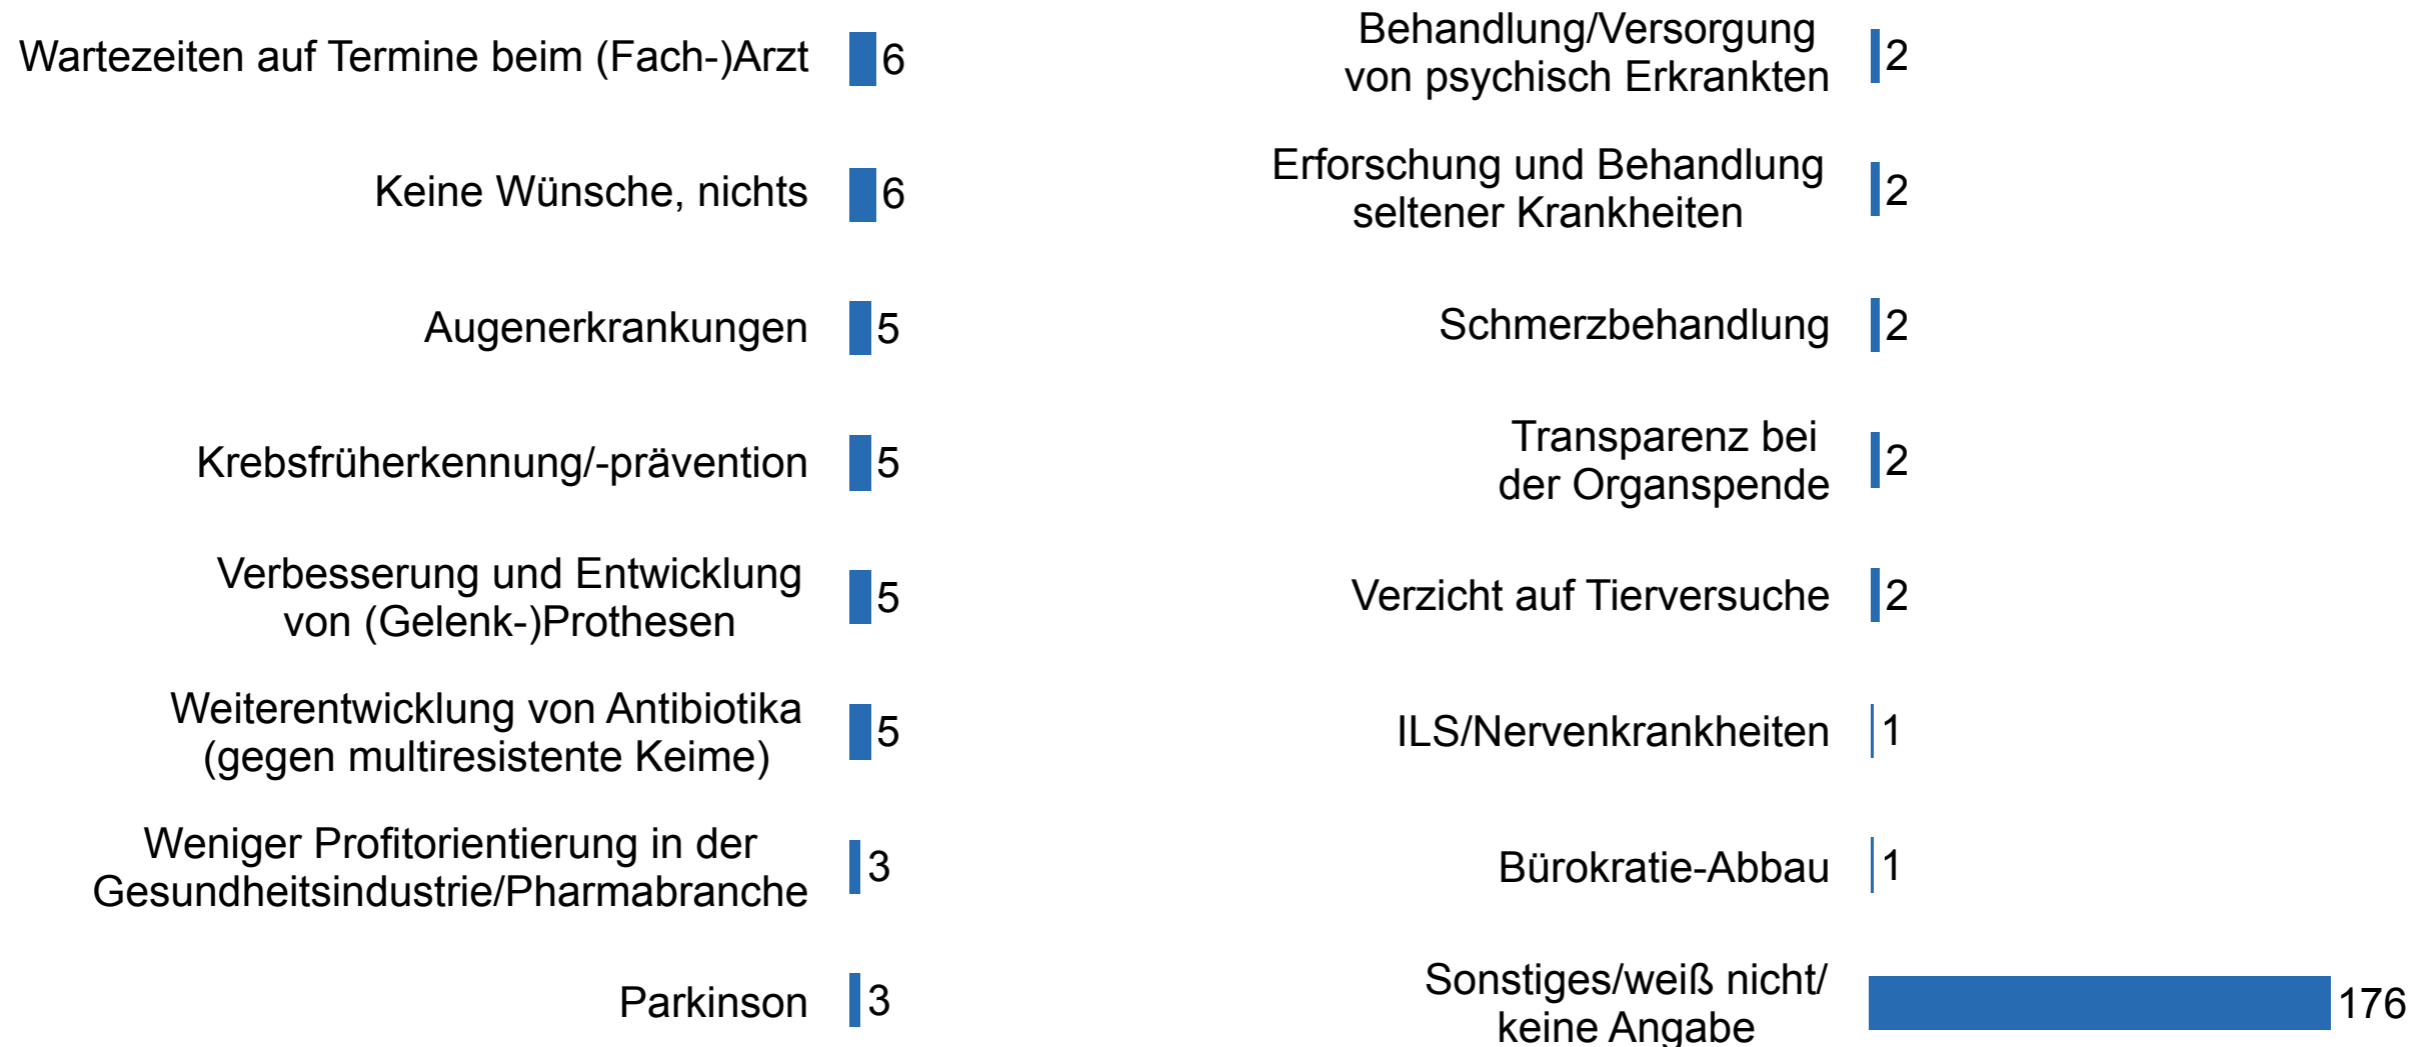 Wartezeiten auf Termine beim (Fach-)Arzt 6
Keine Wünsche, nichts 6
Augenerkrankungen 5
Krebsfrüherkennung/-prävention 5
Verbesserung und Entwicklung
von (Gelenk-)Prothesen 5
Weiterentwicklung von Antibiotika
(gegen multiresistente Keime) 5
Weniger Profitorientierung in der
Gesundheitsindustrie/Pharmabranche 3
Parkinson 3
Behandlung/Versorgung
von psychisch Erkrankten 2
Erforschung und Behandlung
seltener Krankheiten 2
Schmerzbehandlung 2
Transparenz bei
der Organspende 2
Verzicht auf Tierversuche 2
ILS/Nervenkrankheiten 1
Bürokratie-Abbau 1
Sonstiges/weiß nicht/
keine Angabe 176